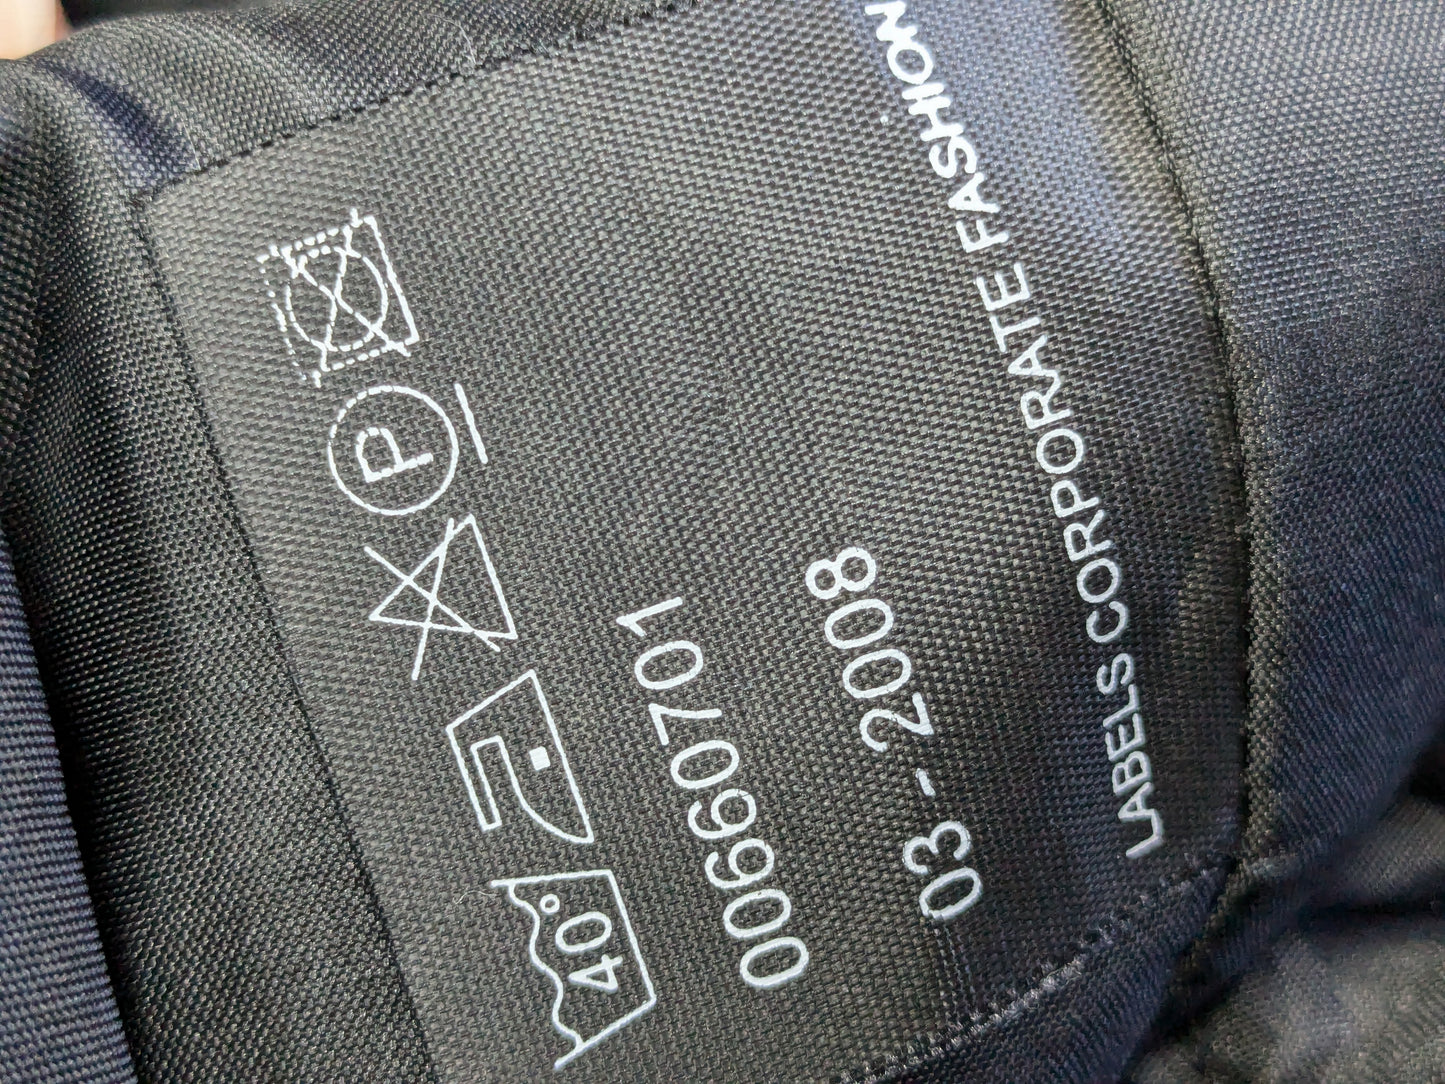 40°
P
00660701
03 - 2008
LABELS CORPORATE FASHION